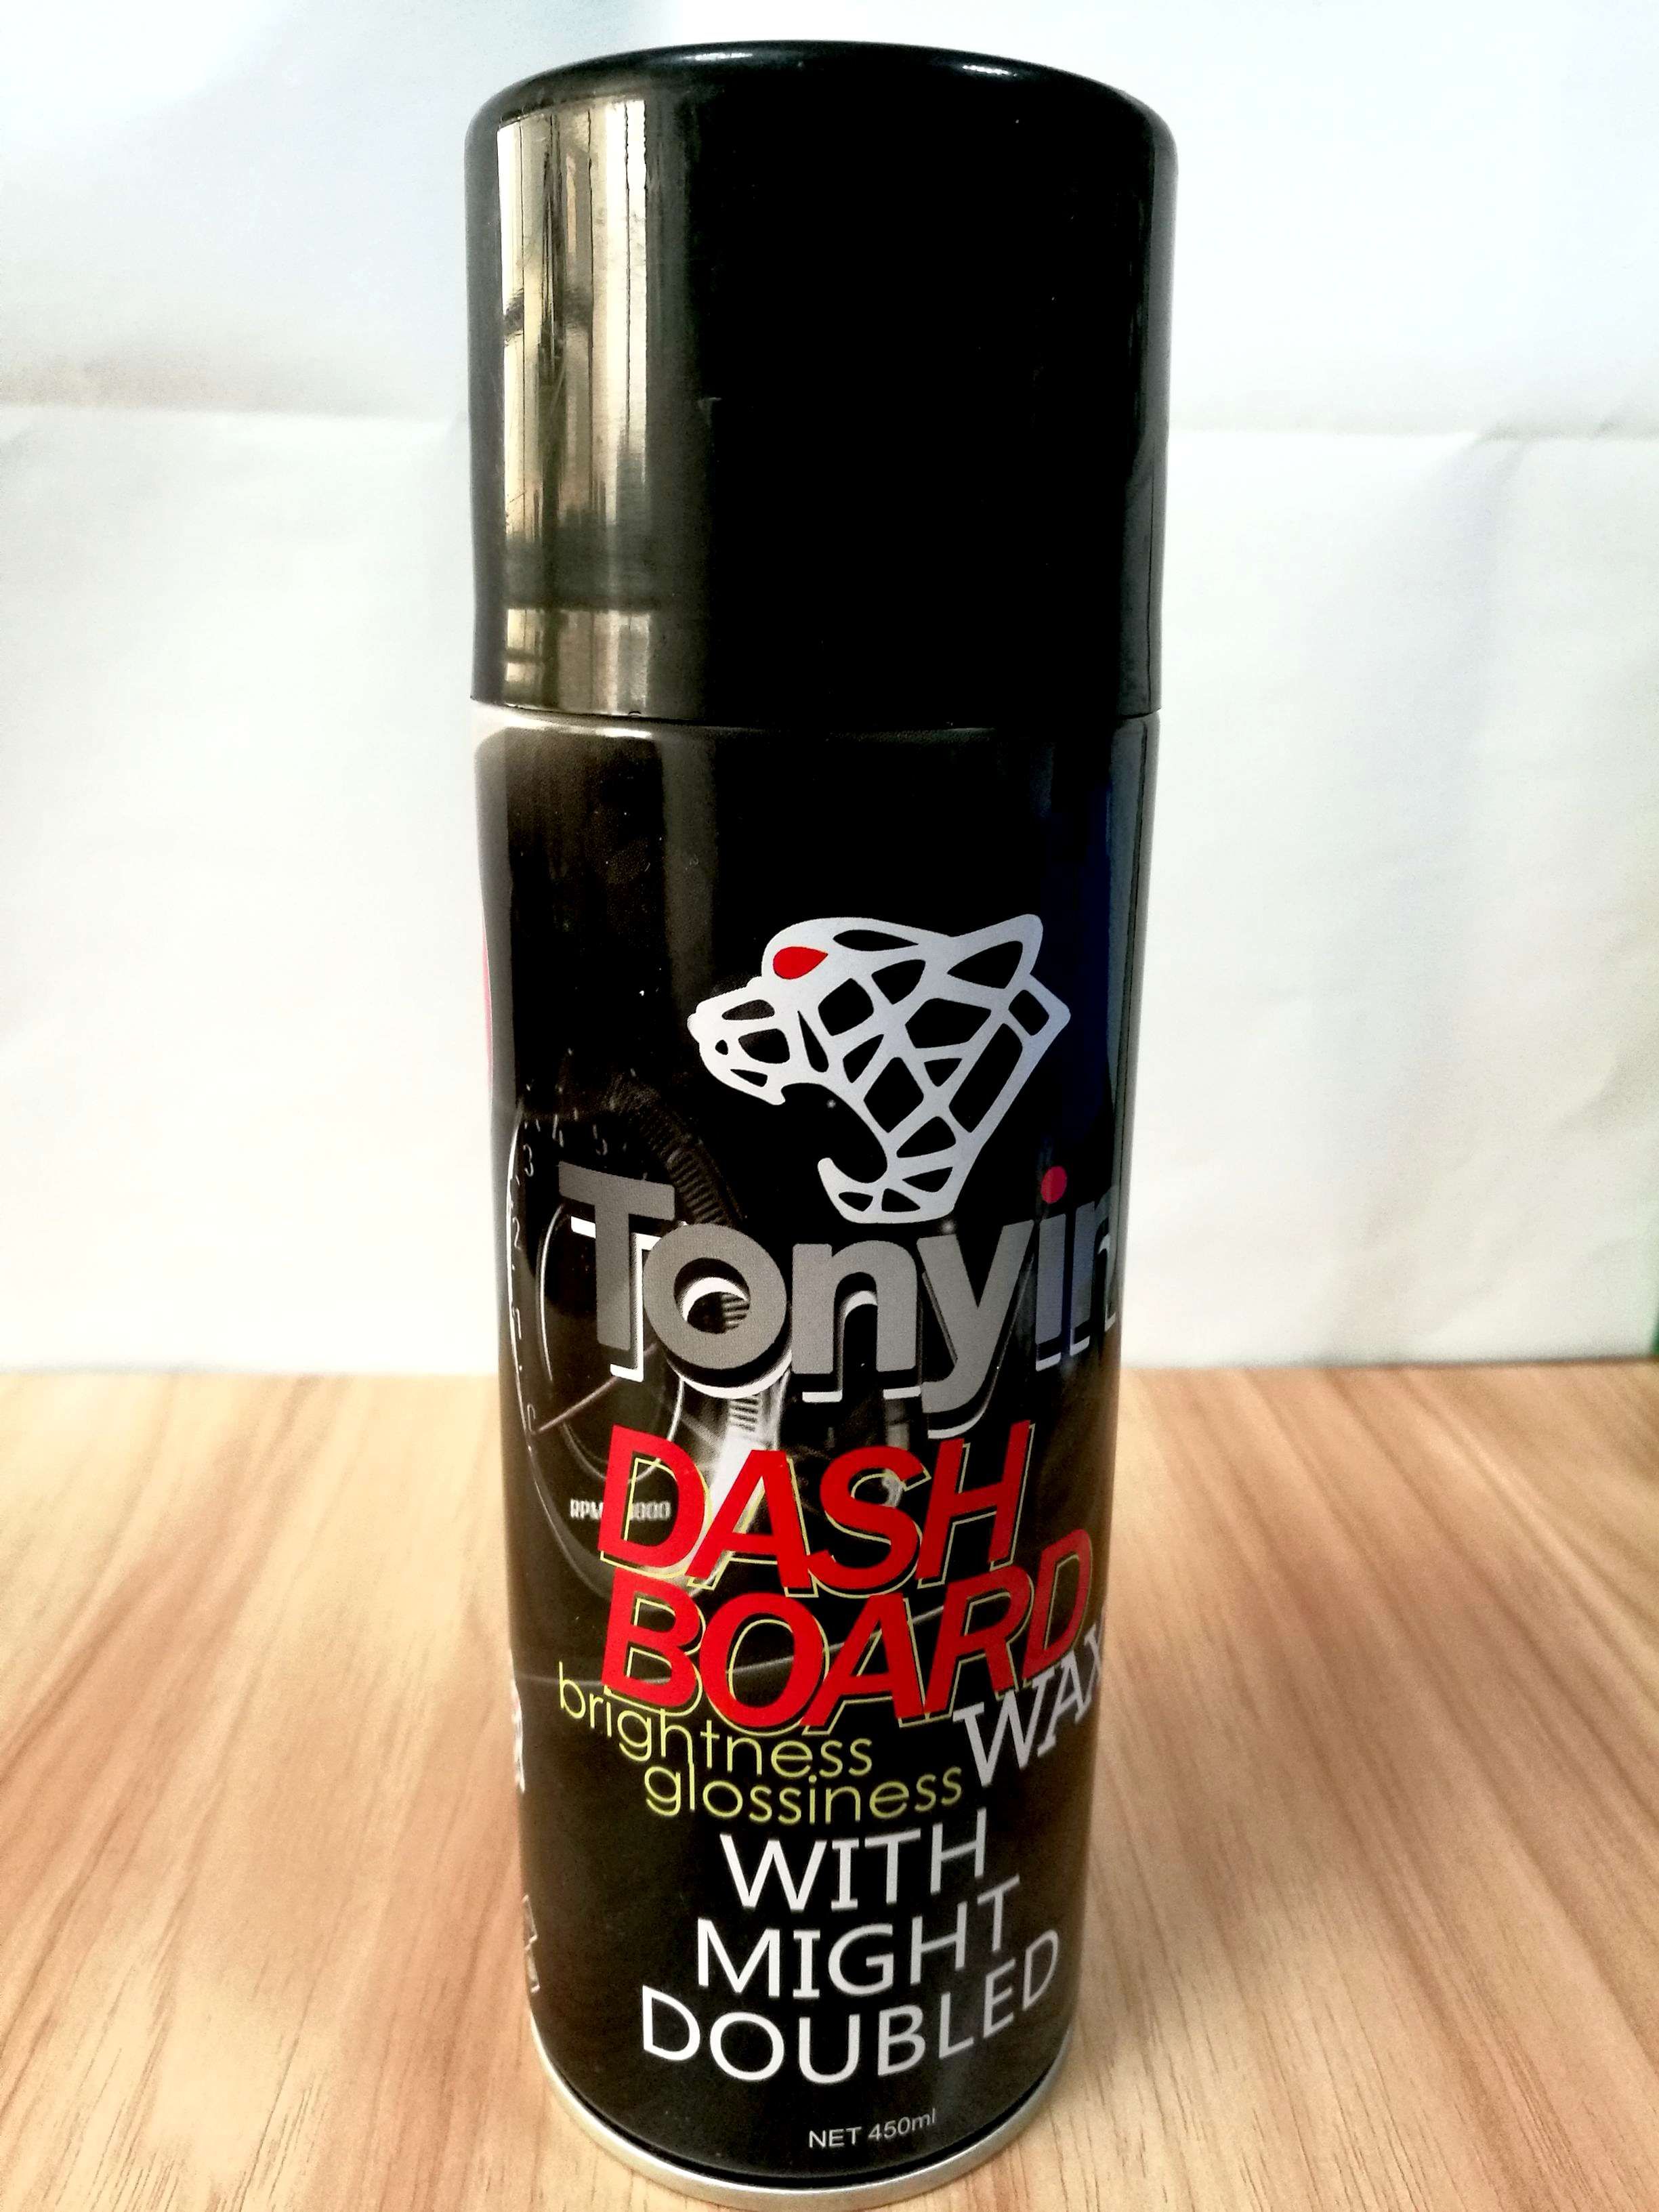 Tonyin
DASH
BOARD
WAX
brightness
glossiness
WITH
MIGHT
DOUBLED
NET 450ml